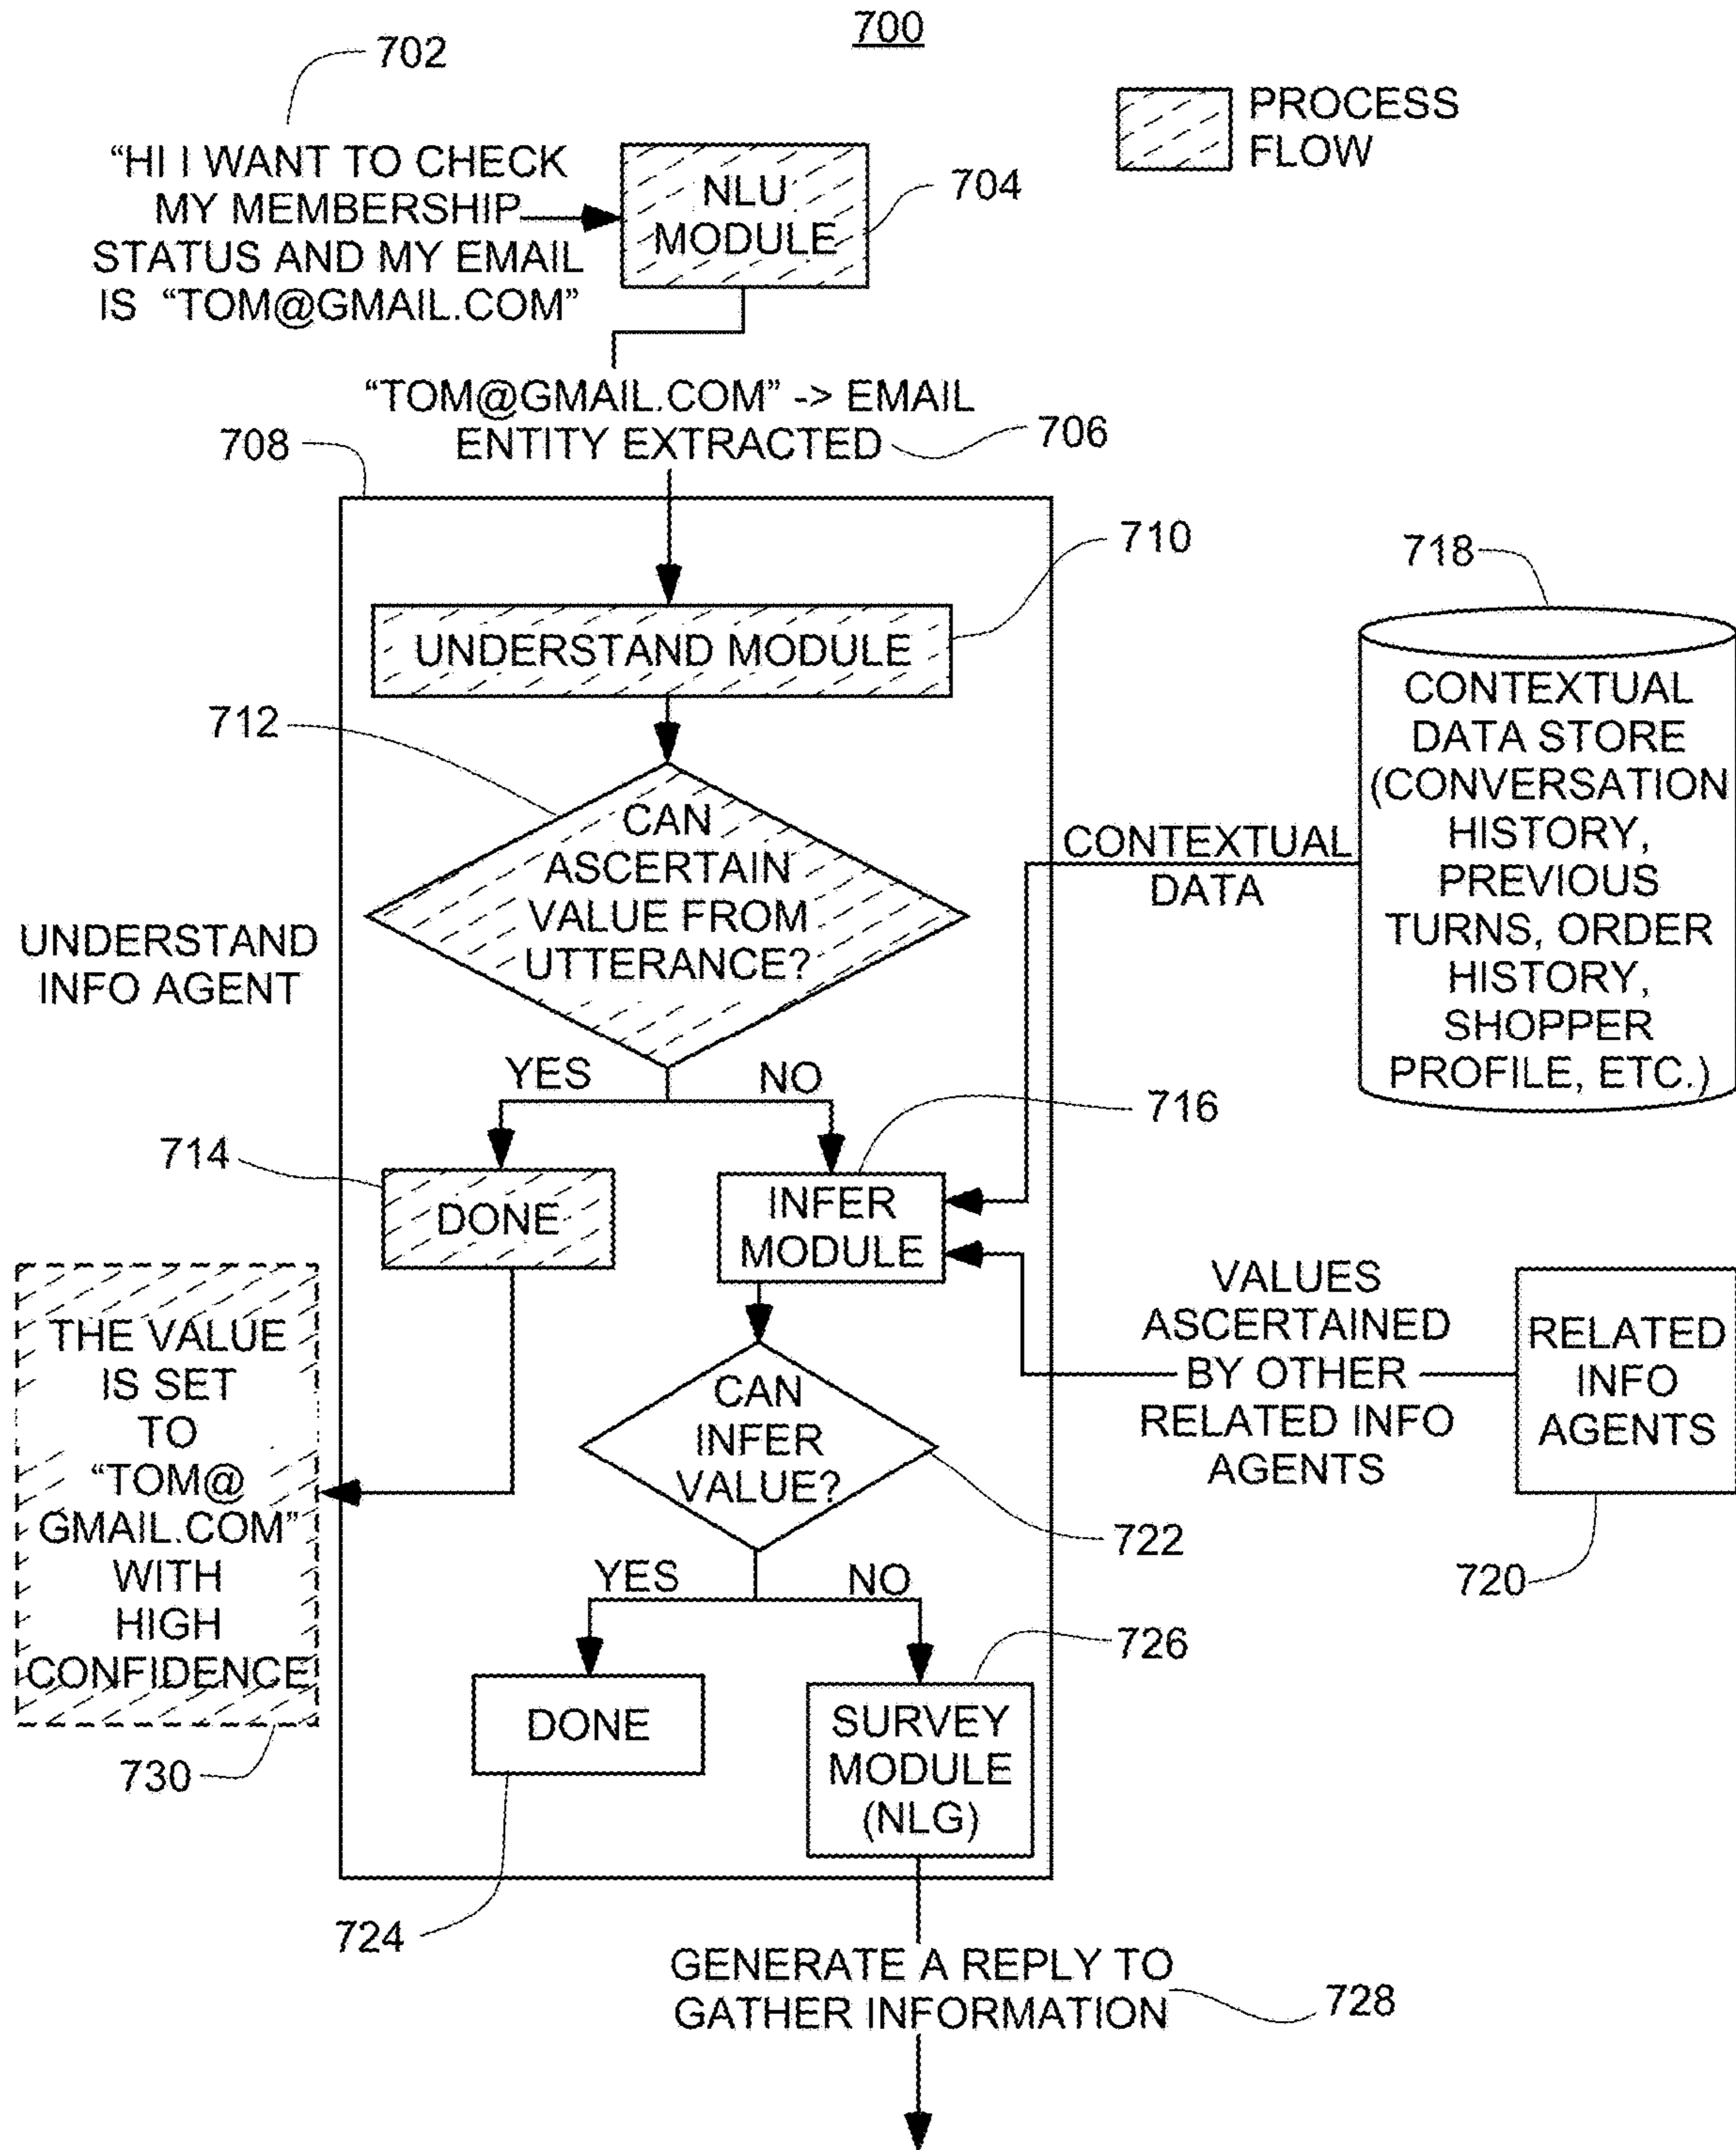 700
702
PROCESS
FLOW
"HI I WANT TO CHECK
MY MEMBERSHIP
STATUS AND MY EMAIL
IS "TOM@GMAIL.COM"
NLU
MODULE
704
"TOM@GMAIL.COM" -> EMAIL
ENTITY EXTRACTED
706
708
710
718
UNDERSTAND MODULE
712
CAN
ASCERTAIN
VALUE FROM
UTTERANCE?
UNDERSTAND
INFO AGENT
CONTEXTUAL
DATA
CONTEXTUAL
DATA STORE
(CONVERSATION
HISTORY,
PREVIOUS
TURNS, ORDER
HISTORY,
SHOPPER
PROFILE, ETC.)
YES
NO
716
714
DONE
INFER
MODULE
THE VALUE
IS SET
TO
"TOM@
GMAIL.COM"
WITH
HIGH
CONFIDENCE
730
CAN
INFER
VALUE?
722
VALUES
ASCERTAINED
BY OTHER
RELATED INFO
AGENTS
RELATED
INFO
AGENTS
720
YES
NO
726
DONE
SURVEY
MODULE
(NLG)
724
GENERATE A REPLY TO
GATHER INFORMATION
728